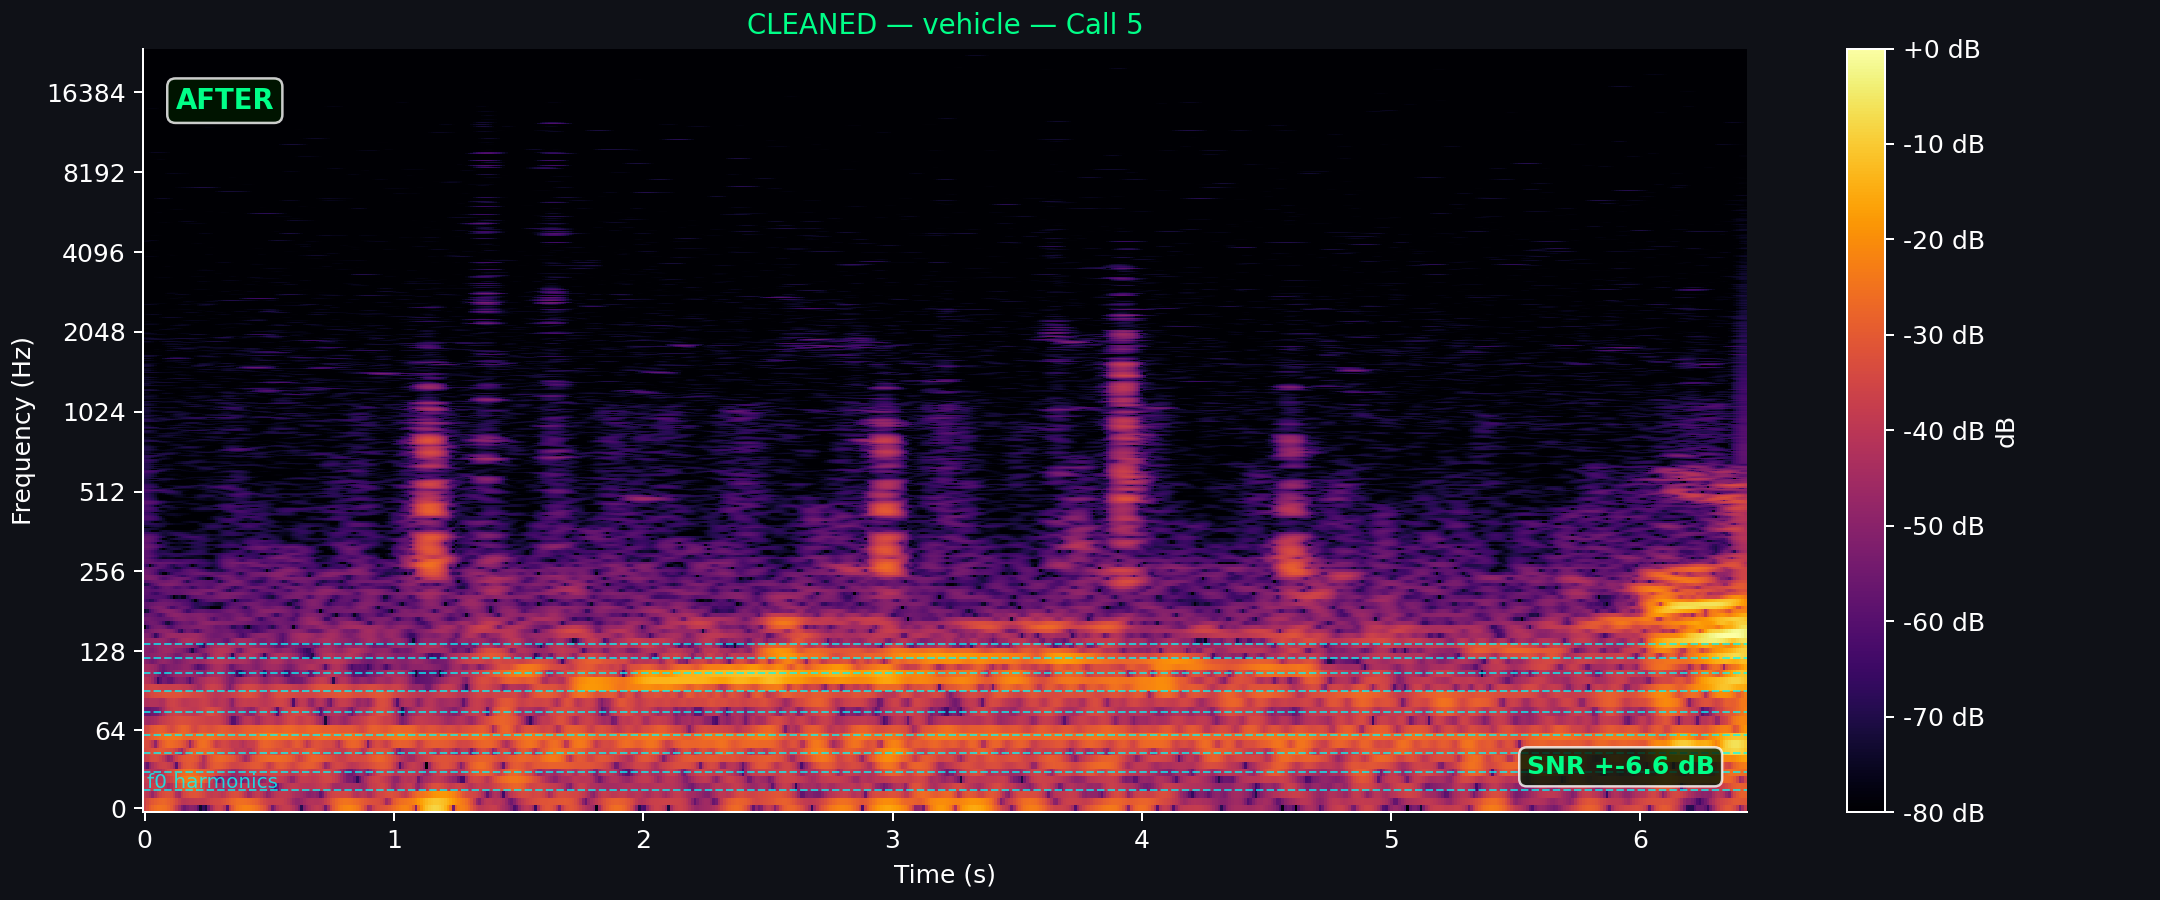 CLEANED — vehicle — Call 5
AFTER
Frequency (Hz)
16384
8192
4096
2048
1024
512
256
128
64
0
f0 harmonics
SNR +-6.6 dB
0 1 2 3 4 5 6
Time (s)
+0 dB
-10 dB
-20 dB
-30 dB
-40 dB
-50 dB
-60 dB
-70 dB
-80 dB
dB